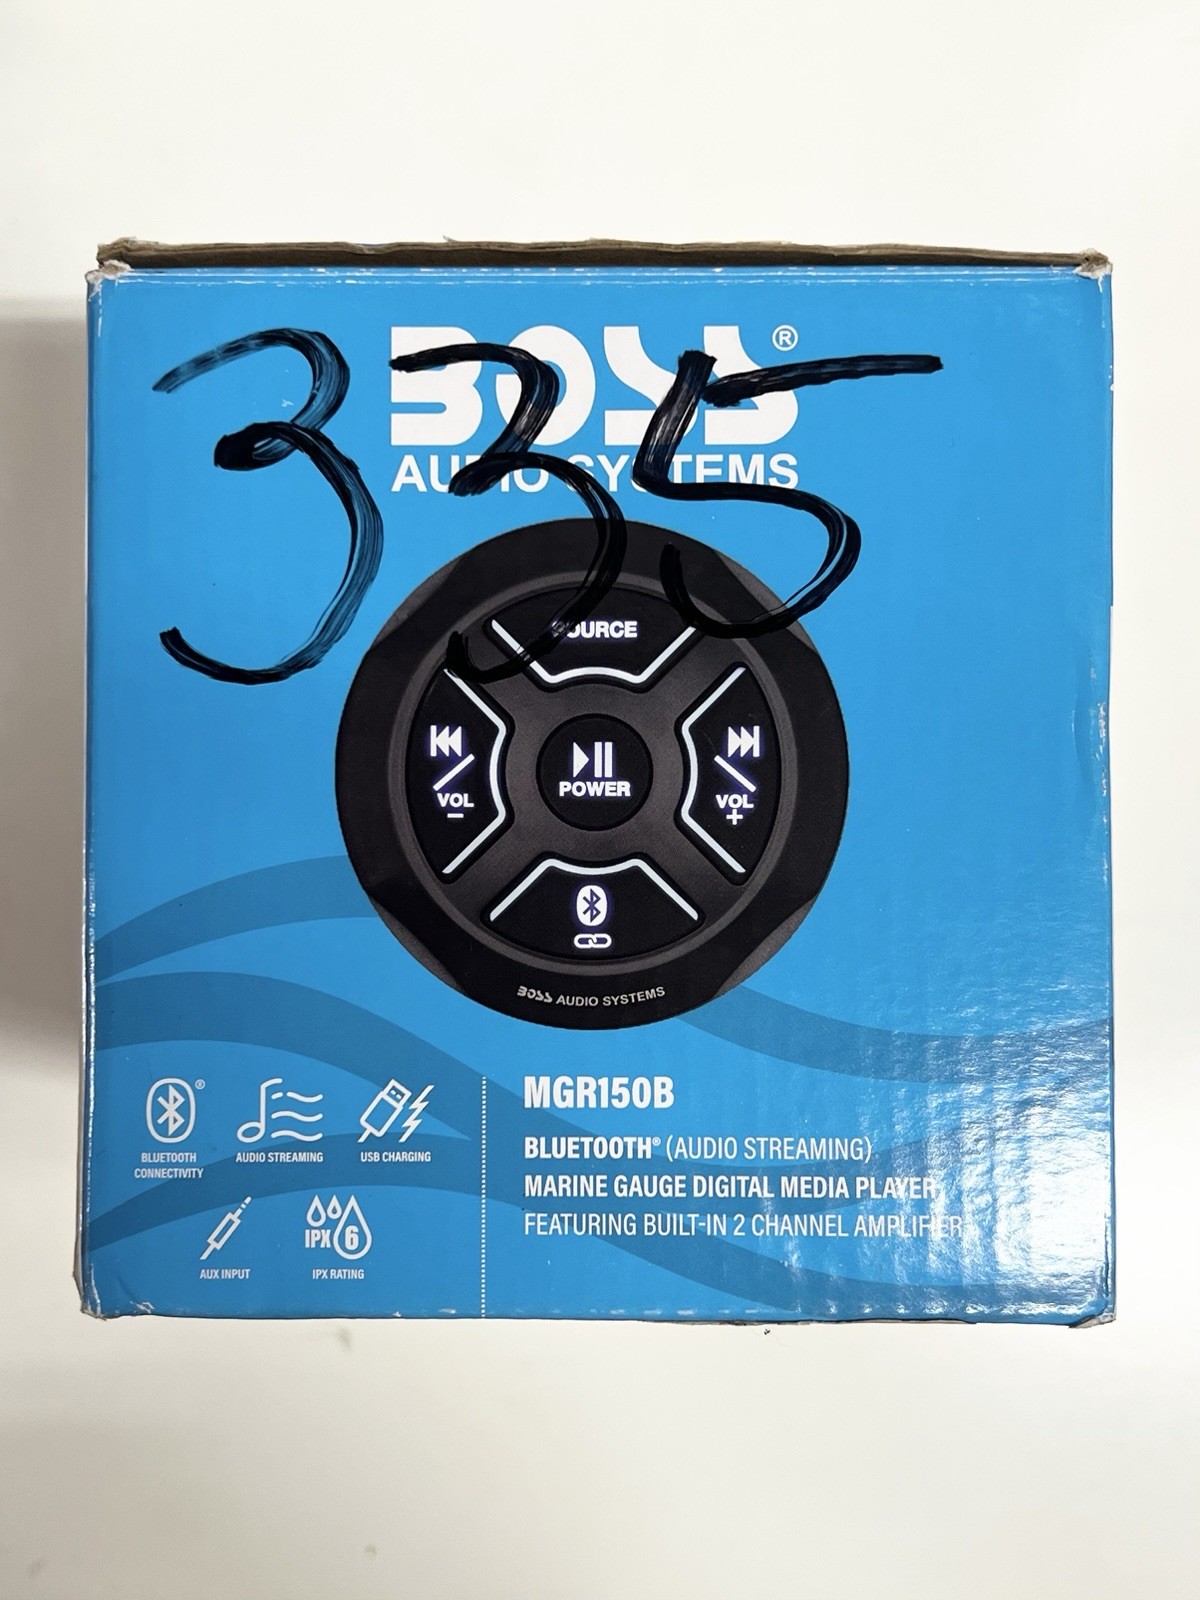 335
BOSS®
AUDIO SYSTEMS
SOURCE
VOL
-
POWER
VOL
+
BOSS AUDIO SYSTEMS
®
BLUETOOTH
CONNECTIVITY
AUDIO STREAMING
USB CHARGING
AUX INPUT
IPX 6
IPX RATING
MGR150B
BLUETOOTH® (AUDIO STREAMING)
MARINE GAUGE DIGITAL MEDIA PLAYER
FEATURING BUILT-IN 2 CHANNEL AMPLIFIER